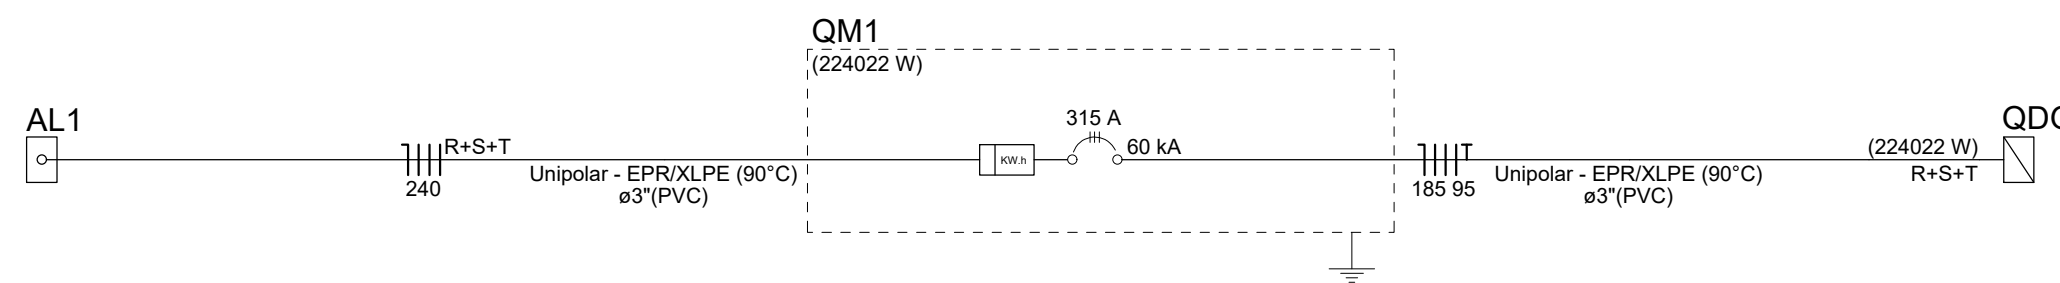 QM1
(224022 W)
AL1
R+S+T
240
Unipolar - EPR/XLPE (90°C)
ø3"(PVC)
KW.h
315 A
60 kA
185 95
Unipolar - EPR/XLPE (90°C)
ø3"(PVC)
(224022 W)
R+S+T